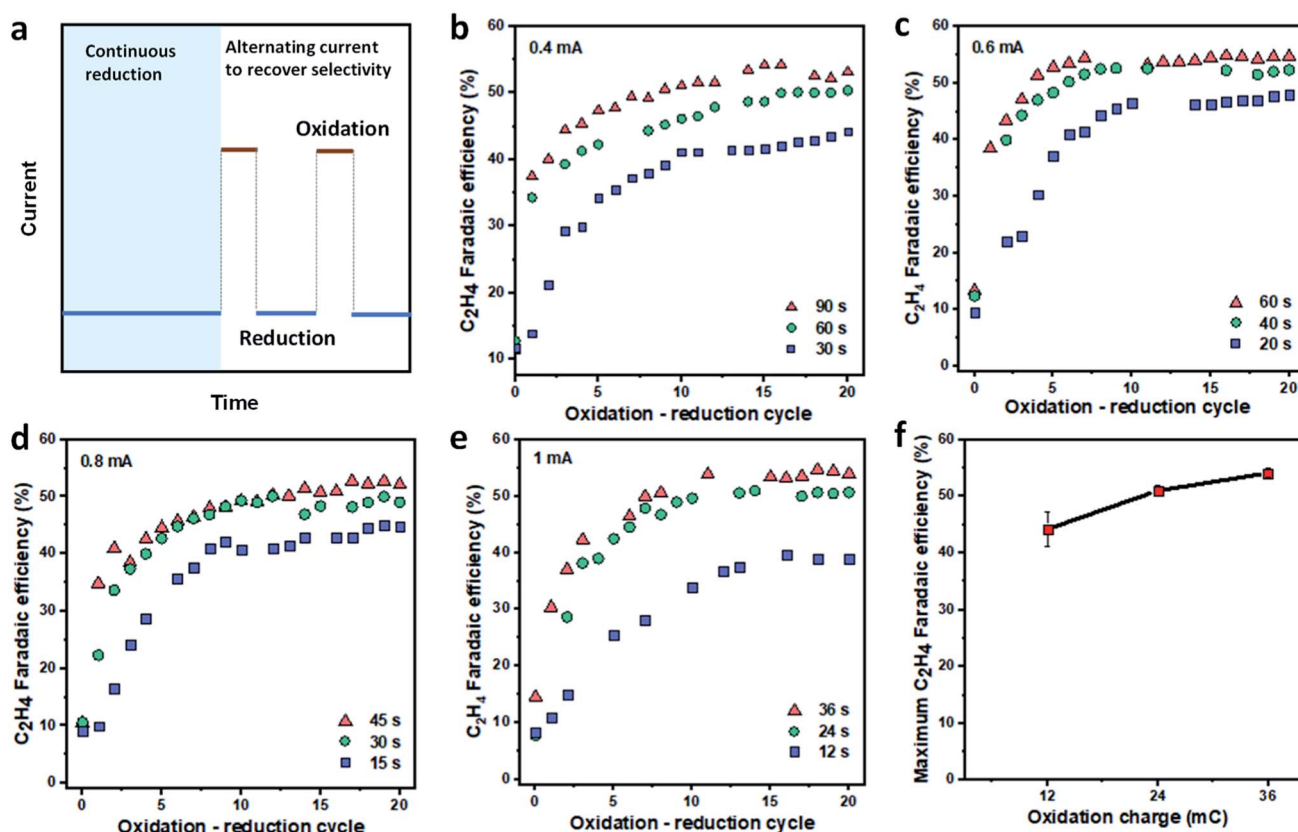 a
Continuous
reduction
Alternating current
to recover selectivity
Oxidation
Reduction
Current
Time
b
0.4 mA
C₂H₄ Faradaic efficiency (%)
60
50
40
30
20
10
90 s
60 s
30 s
0
5
10
15
20
Oxidation - reduction cycle
c
0.6 mA
C₂H₄ Faradaic efficiency (%)
60
50
40
30
20
10
0
60 s
40 s
20 s
0
5
10
15
20
Oxidation - reduction cycle
d
0.8 mA
C₂H₄ Faradaic efficiency (%)
60
50
40
30
20
10
0
45 s
30 s
15 s
0
5
10
15
20
Oxidation - reduction cycle
e
1 mA
C₂H₄ Faradaic efficiency (%)
60
50
40
30
20
10
0
36 s
24 s
12 s
0
5
10
15
20
Oxidation - reduction cycle
f
Maximum C₂H₄ Faradaic efficiency (%)
60
50
40
30
20
10
0
12
24
36
Oxidation charge (mC)